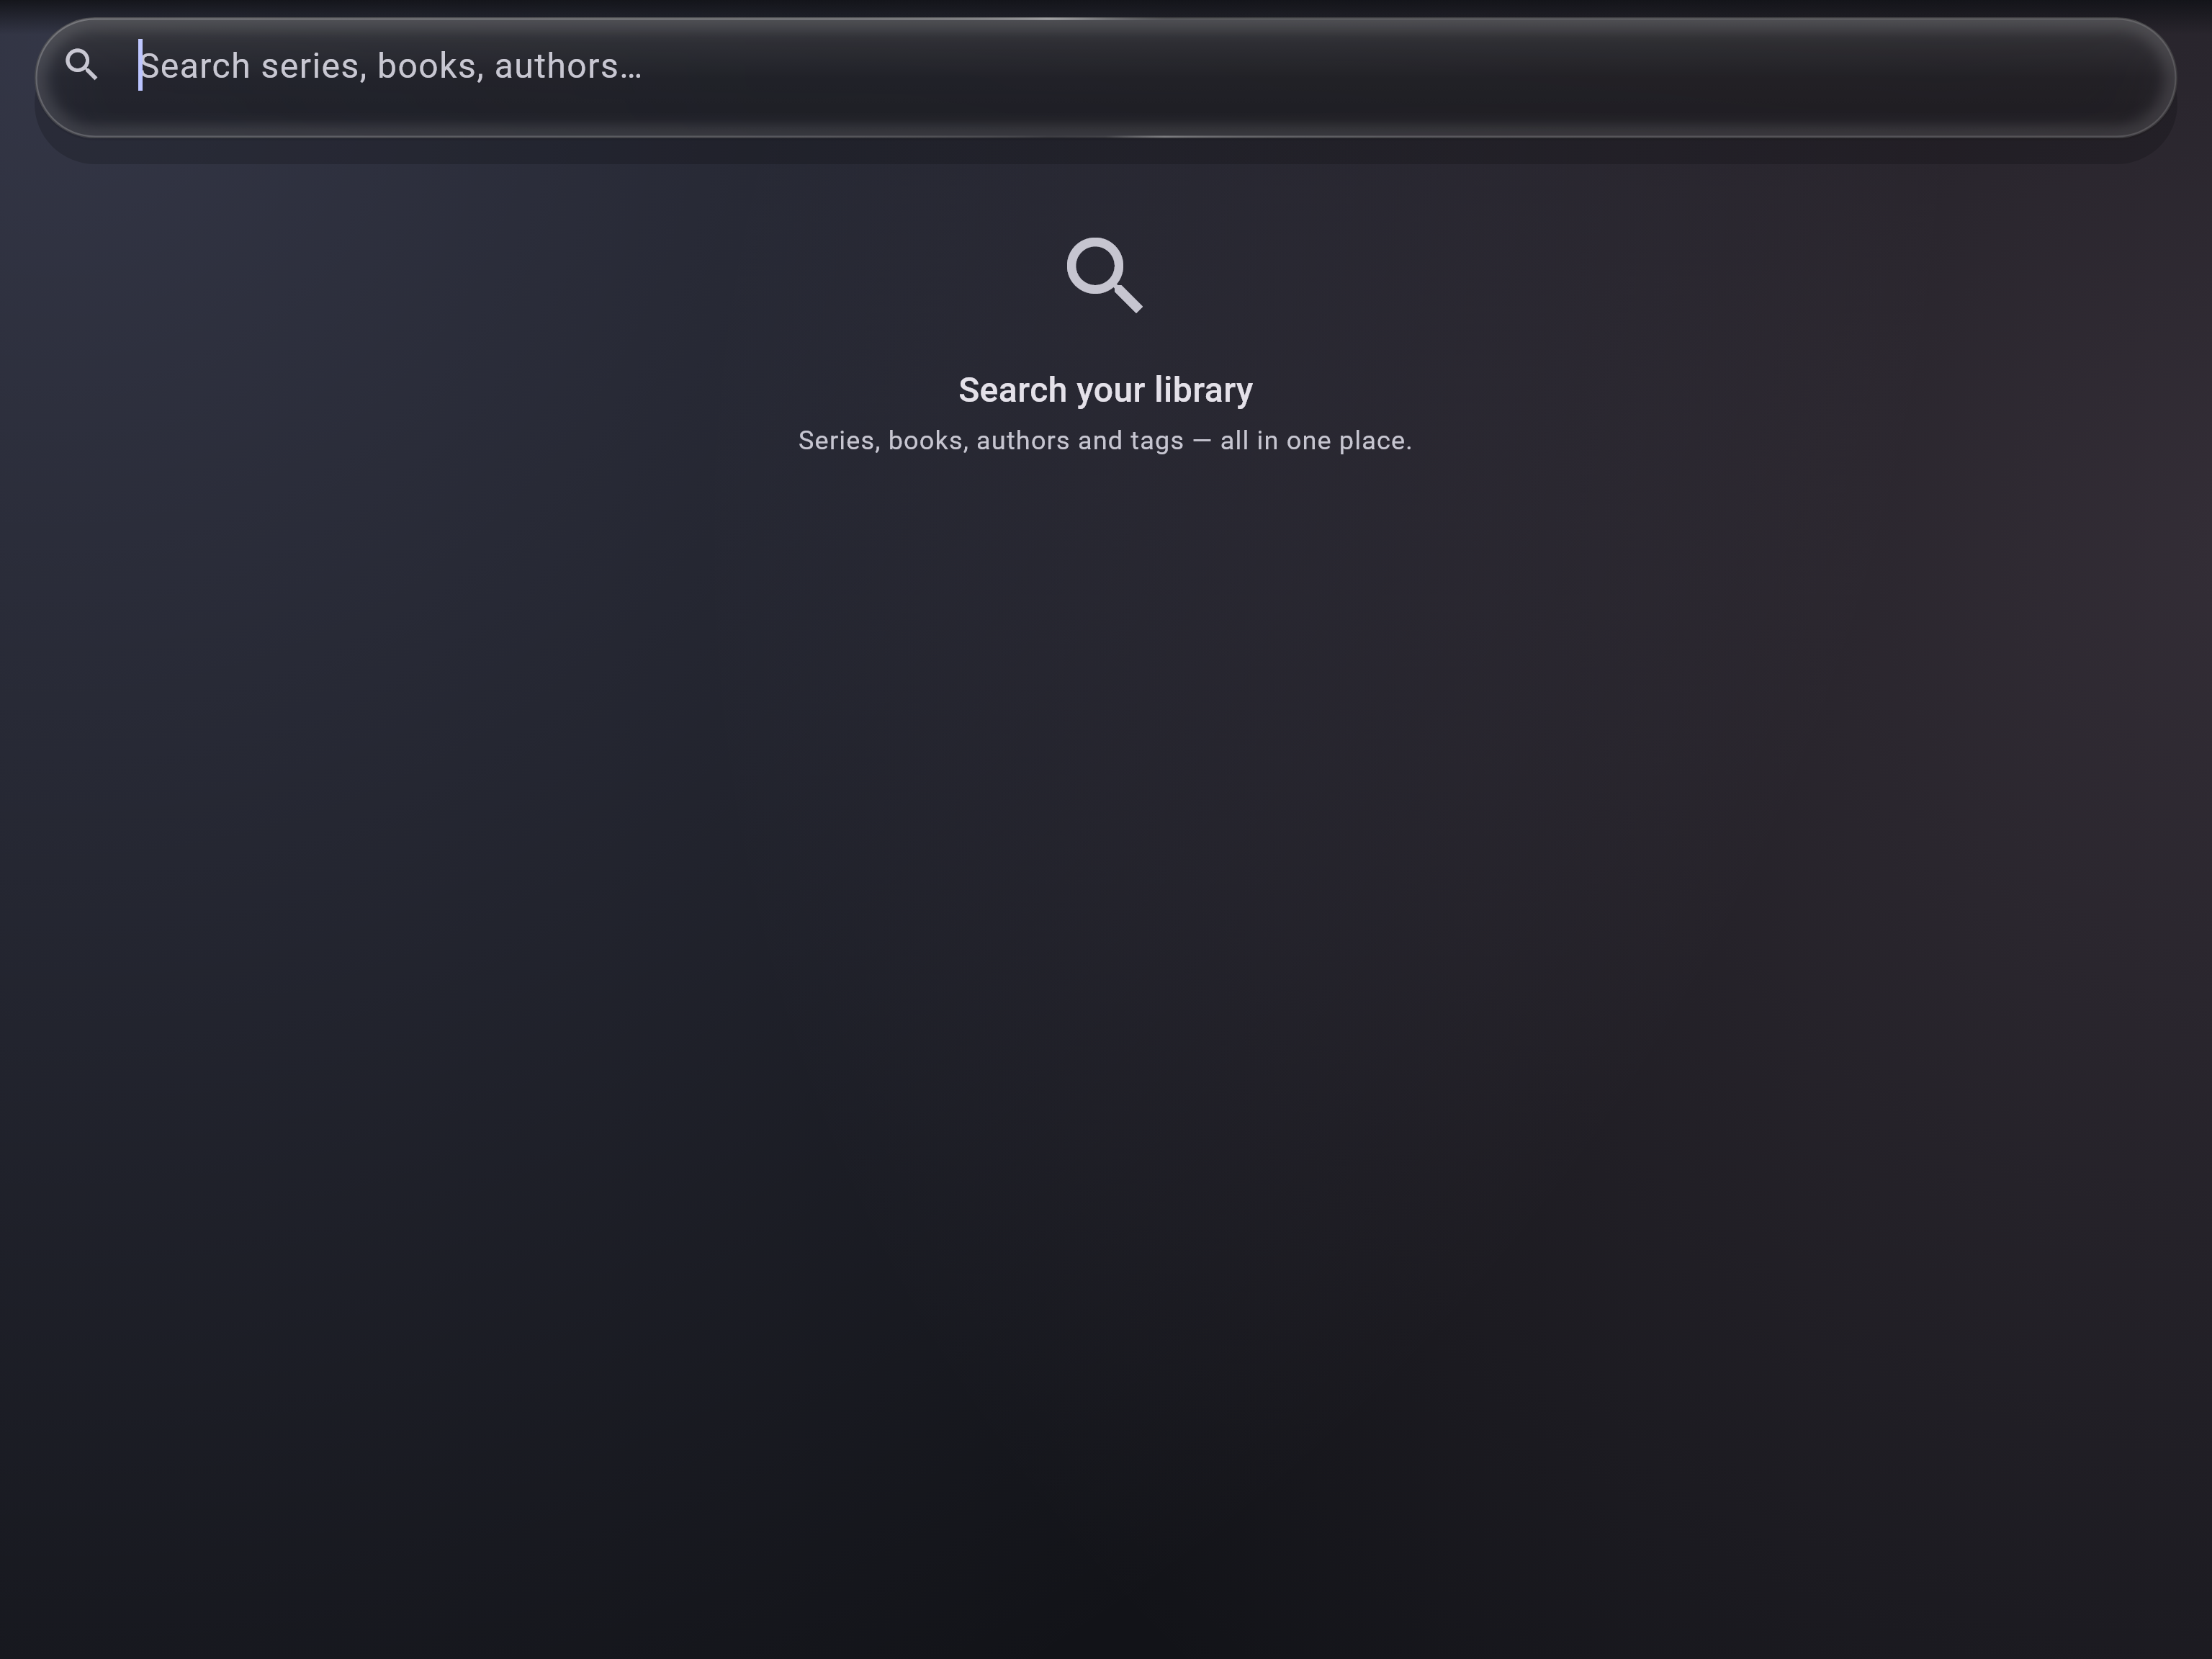 Search series, books, authors…
Search your library
Series, books, authors and tags — all in one place.